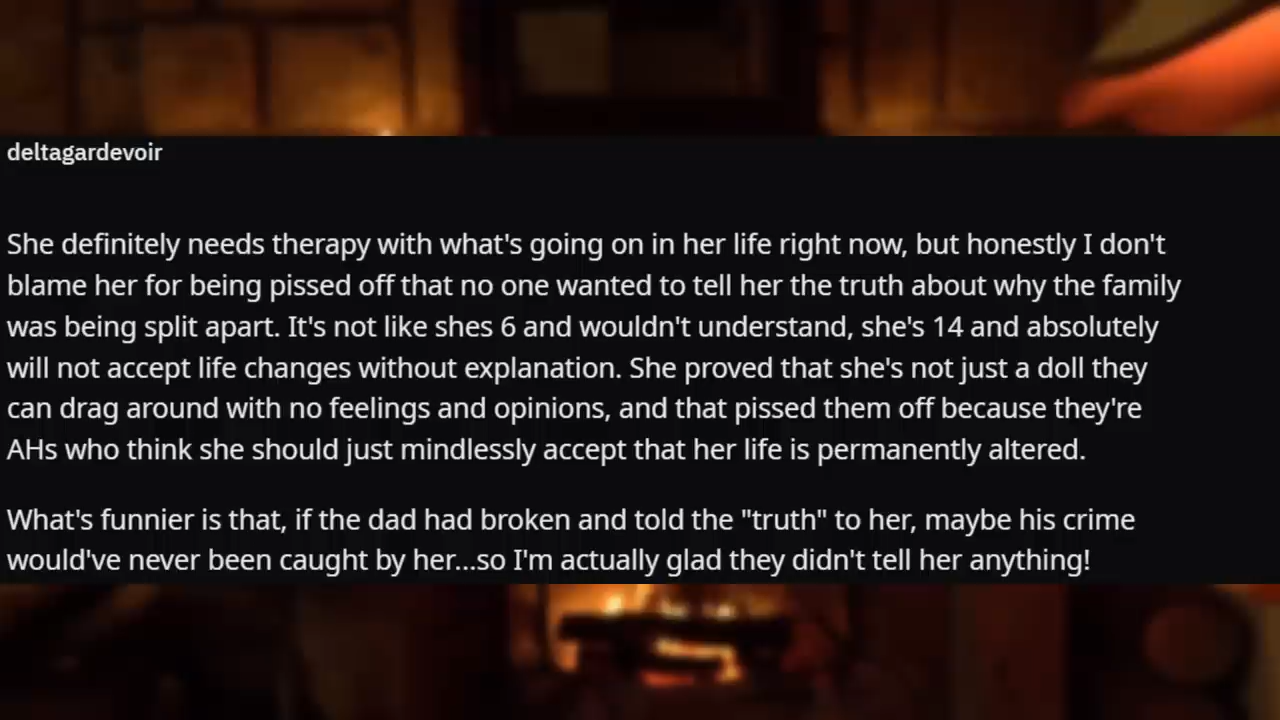 deltagardevoir
She definitely needs therapy with what's going on in her life right now, but honestly I don't
blame her for being pissed off that no one wanted to tell her the truth about why the family
was being split apart. It's not like shes 6 and wouldn't understand, she's 14 and absolutely
will not accept life changes without explanation. She proved that she's not just a doll they
can drag around with no feelings and opinions, and that pissed them off because they're
AHs who think she should just mindlessly accept that her life is permanently altered.
What's funnier is that, if the dad had broken and told the "truth" to her, maybe his crime
would've never been caught by her...so I'm actually glad they didn't tell her anything!